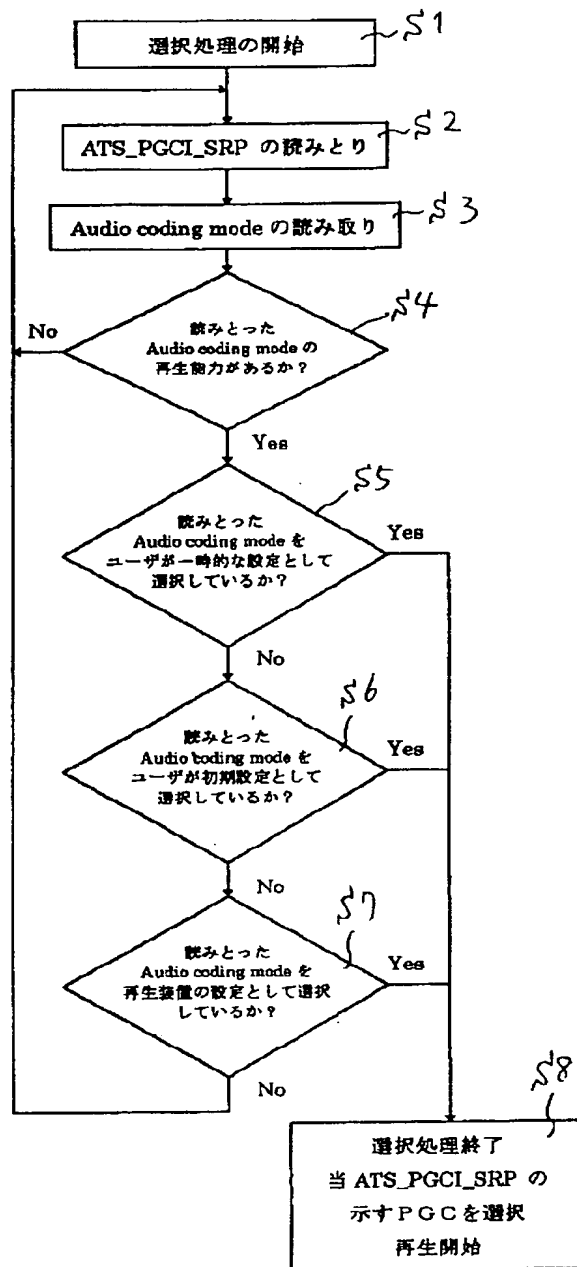 選択処理の開始
S1
ATS_PGCI_SRP の読みとり
S2
Audio coding mode の読み取り
S3
読みとった
Audio coding mode の
再生能力があるか？
S4
No
Yes
読みとった
Audio coding mode を
ユーザが一時的な設定として
選択しているか？
S5
Yes
No
読みとった
Audio coding mode を
ユーザが初期設定として
選択しているか？
S6
Yes
No
読みとった
Audio coding mode を
再生装置の設定として選択
しているか？
S7
Yes
No
S8
選択処理終了
当 ATS_PGCI_SRP の
示すＰＧＣを選択
再生開始